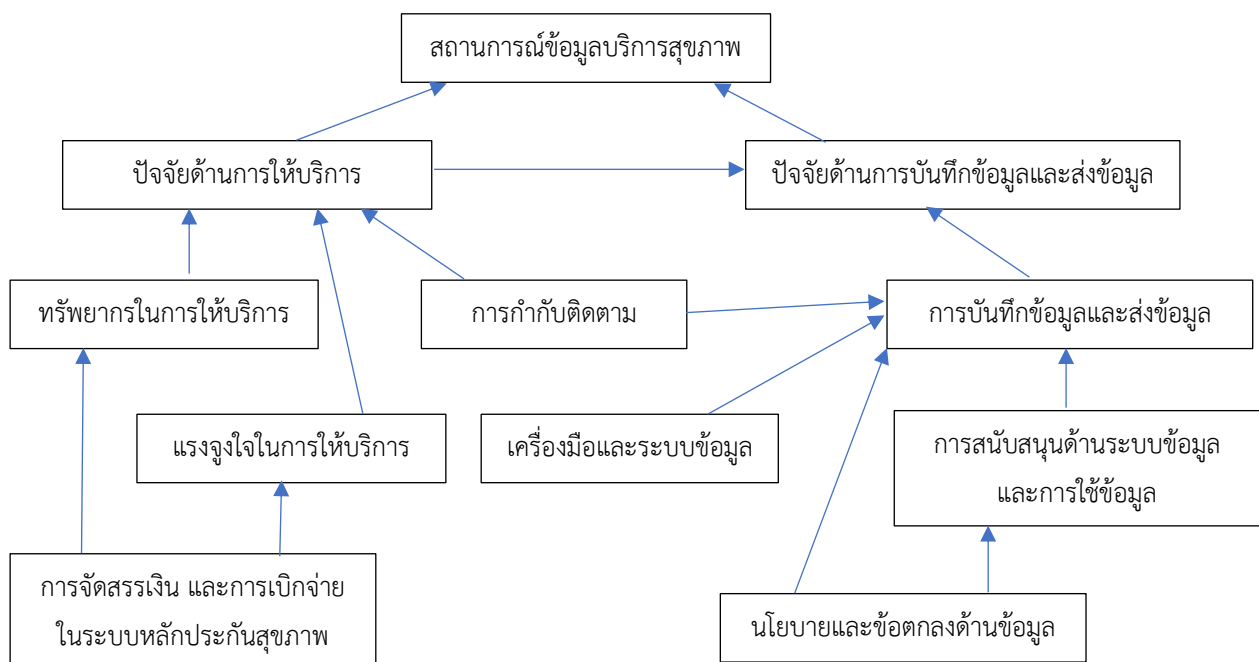 สถานการณ์ข้อมูลบริการสุขภาพ
ปัจจัยด้านการให้บริการ
ปัจจัยด้านการบันทึกข้อมูลและส่งข้อมูล
ทรัพยากรในการให้บริการ
การกำกับติดตาม
การบันทึกข้อมูลและส่งข้อมูล
แรงจูงใจในการให้บริการ
เครื่องมือและระบบข้อมูล
การสนับสนุนด้านระบบข้อมูล
และการใช้ข้อมูล
การจัดสรรเงิน และการเบิกจ่าย
ในระบบหลักประกันสุขภาพ
นโยบายและข้อตกลงด้านข้อมูล